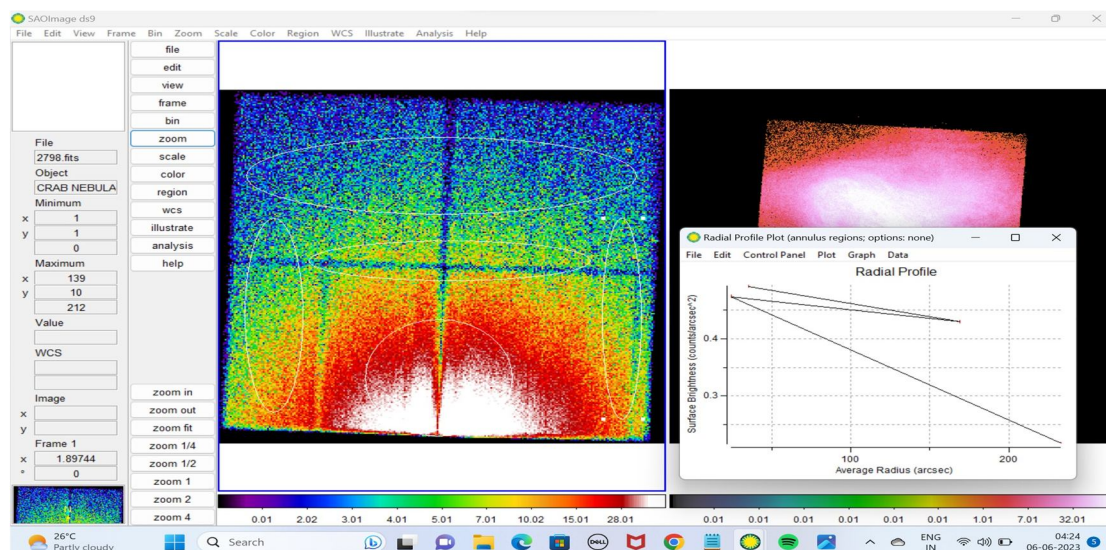 SAOImage ds9
File Edit View Frame Bin Zoom Scale Color Region WCS Illustrate Analysis Help
file
edit
view
frame
bin
zoom
scale
color
region
wcs
illustrate
analysis
help
File
2798.fits
Object
CRAB NEBULA
Minimum
x 1
y 1
0
Maximum
x 139
y 10
212
Value
WCS
Image
x
y
Frame 1
x 1.89744
° 0
zoom in
zoom out
zoom fit
zoom 1/4
zoom 1/2
zoom 1
zoom 2
zoom 4
Radial Profile Plot (annulus regions; options: none)
File Edit Control Panel Plot Graph Data
Radial Profile
Surface Brightness (counts/arcsec^2)
0.4
0.3
100 200
Average Radius (arcsec)
0.01 2.02 3.01 4.01 5.01 7.01 10.02 15.01 28.01
0.01 0.01 0.01 0.01 0.01 0.01 1.01 7.01 32.01
26°C
Partly cloudy
Search
DELL
ENG
IN
04:24
06-06-2023
5